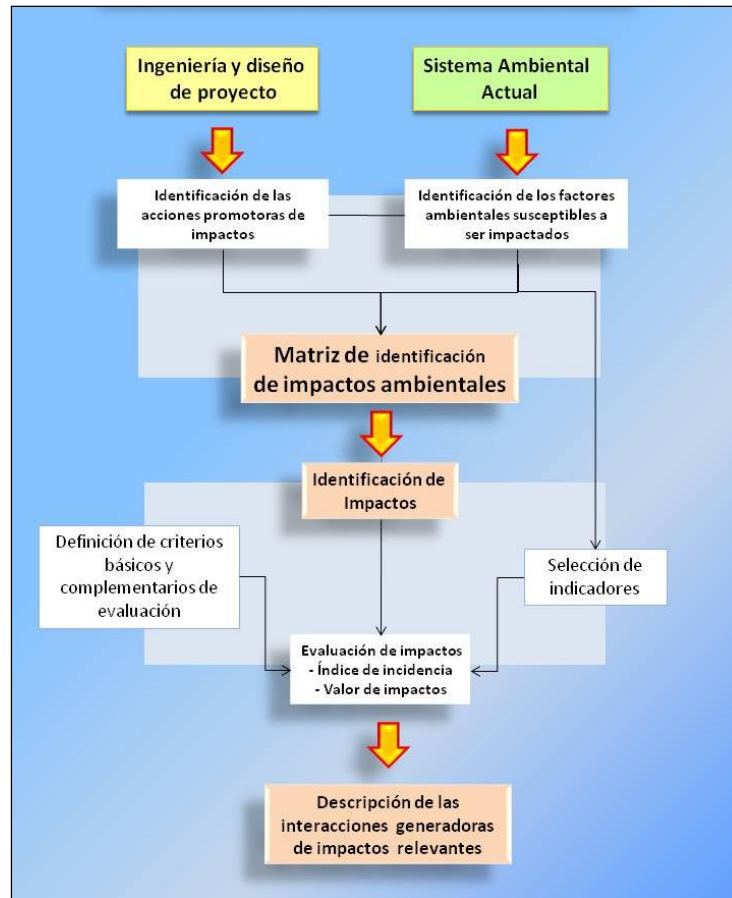 Ingeniería y diseño
de proyecto
Sistema Ambiental
Actual
Identificación de las
acciones promotoras de
impactos
Identificación de los factores
ambientales susceptibles a
ser impactados
Matriz de identificación
de impactos ambientales
Identificación de
Impactos
Definición de criterios
básicos y
complementarios de
evaluación
Selección de
indicadores
Evaluación de impactos
- Índice de incidencia
- Valor de impactos
Descripción de las
interacciones generadoras
de impactos relevantes